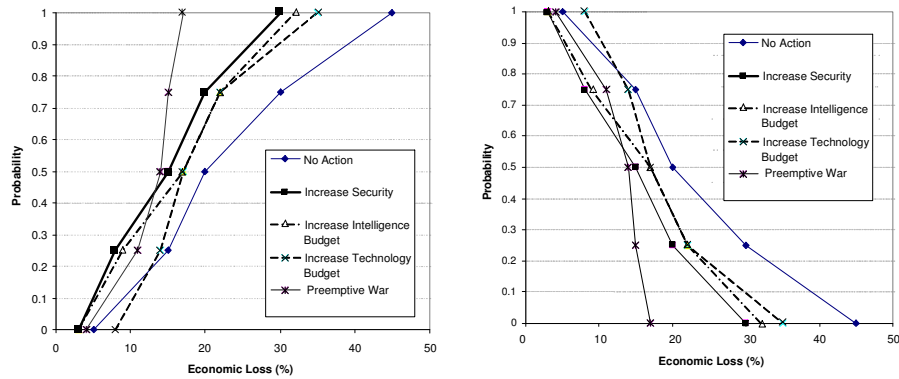 1
0.9
0.8
0.7
0.6
0.5
0.4
0.3
0.2
0.1
0
Probability
0 10 20 30 40 50
Economic Loss (%)
No Action
Increase Security
Increase Intelligence
Budget
Increase Technology
Budget
Preemptive War
1
0.9
0.8
0.7
0.6
0.5
0.4
0.3
0.2
0.1
0
Probability
0 10 20 30 40 50
Economic Loss (%)
No Action
Increase Security
Increase Intelligence
Budget
Increase Technology
Budget
Preemptive War